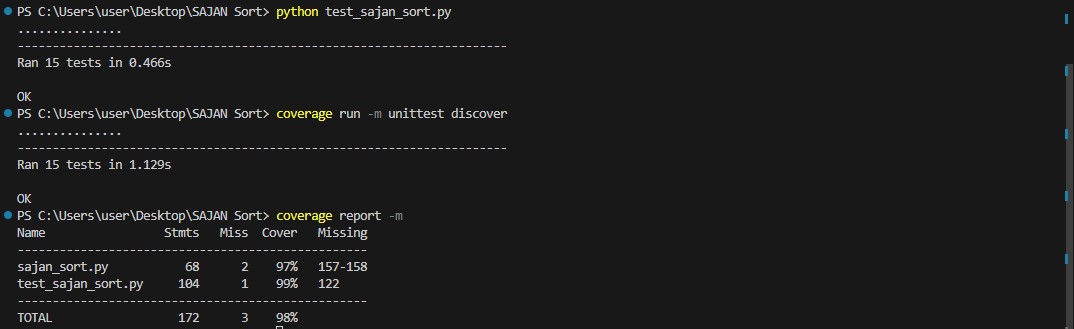 PS C:\Users\user\Desktop\SAJAN Sort> python test_sajan_sort.py
...............
----------------------------------------------------------------------
Ran 15 tests in 0.466s
OK
PS C:\Users\user\Desktop\SAJAN Sort> coverage run -m unittest discover
...............
----------------------------------------------------------------------
Ran 15 tests in 1.129s
OK
PS C:\Users\user\Desktop\SAJAN Sort> coverage report -m
Name                 Stmts   Miss  Cover   Missing
--------------------------------------------------
sajan_sort.py           68      2    97%   157-158
test_sajan_sort.py     104      1    99%   122
--------------------------------------------------
TOTAL                  172      3    98%